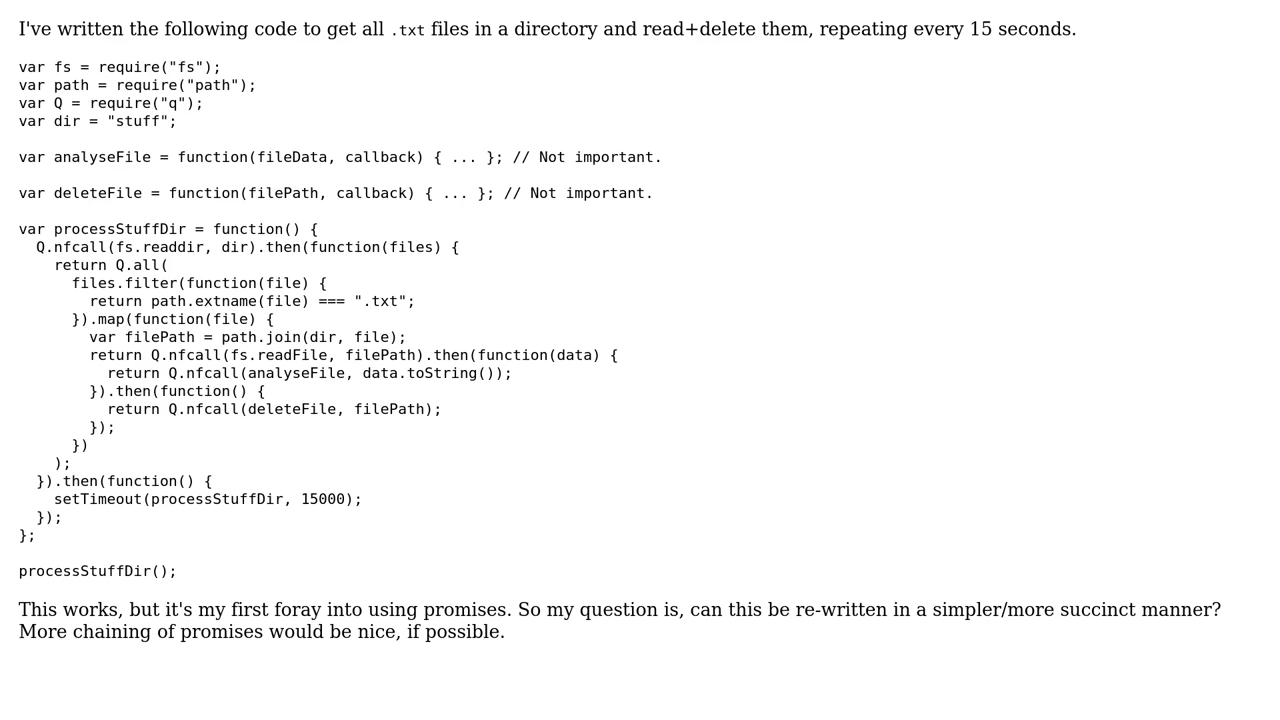 I've written the following code to get all .txt files in a directory and read+delete them, repeating every 15 seconds.
var fs = require("fs");
var path = require("path");
var Q = require("q");
var dir = "stuff";
var analyseFile = function(fileData, callback) { ... }; // Not important.
var deleteFile = function(filePath, callback) { ... }; // Not important.
var processStuffDir = function() {
  Q.nfcall(fs.readdir, dir).then(function(files) {
    return Q.all(
      files.filter(function(file) {
        return path.extname(file) === ".txt";
      }).map(function(file) {
        var filePath = path.join(dir, file);
        return Q.nfcall(fs.readFile, filePath).then(function(data) {
          return Q.nfcall(analyseFile, data.toString());
        }).then(function() {
          return Q.nfcall(deleteFile, filePath);
        });
      })
    );
  }).then(function() {
    setTimeout(processStuffDir, 15000);
  });
};
processStuffDir();
This works, but it's my first foray into using promises. So my question is, can this be re-written in a simpler/more succinct manner?
More chaining of promises would be nice, if possible.